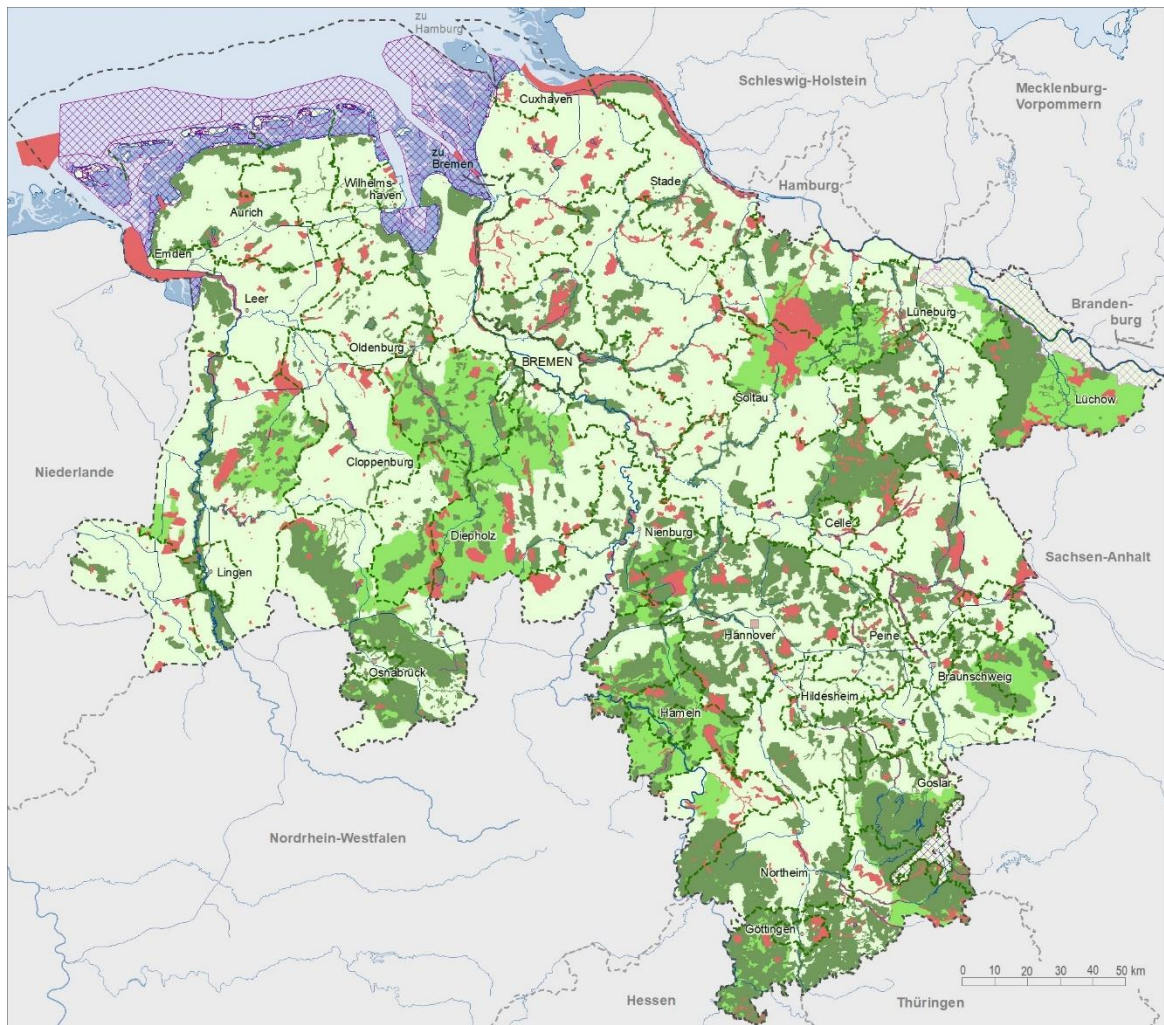 zu
Hamburg
Schleswig-Holstein
Mecklenburg-
Vorpommern
Cuxhaven
zu
Bremen
Stade
Hamburg
Wilhelms-
haven
Aurich
Emden
Leer
Lüneburg
Branden-
burg
Oldenburg
BREMEN
Soltau
Lüchow
Niederlande
Cloppenburg
Celle
Diepholz
Nienburg
Sachsen-Anhalt
Lingen
Hannover
Peine
Osnabrück
Braunschweig
Hildesheim
Hameln
Goslar
Nordrhein-Westfalen
Northeim
Göttingen
0 10 20 30 40 50 km
Hessen
Thüringen